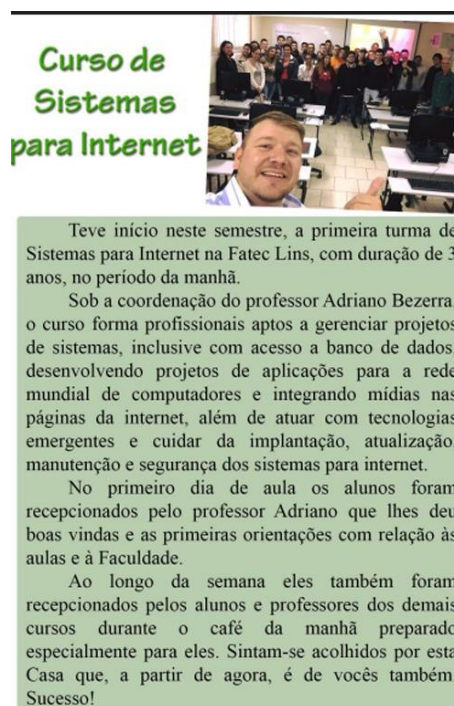 Curso de
Sistemas
para Internet
Teve início neste semestre, a primeira turma de
Sistemas para Internet na Fatec Lins, com duração de 3
anos, no período da manhã.
Sob a coordenação do professor Adriano Bezerra,
o curso forma profissionais aptos a gerenciar projetos
de sistemas, inclusive com acesso a banco de dados,
desenvolvendo projetos de aplicações para a rede
mundial de computadores e integrando mídias nas
páginas da internet, além de atuar com tecnologias
emergentes e cuidar da implantação, atualização,
manutenção e segurança dos sistemas para internet.
No primeiro dia de aula os alunos foram
recepcionados pelo professor Adriano que lhes deu
boas vindas e as primeiras orientações com relação às
aulas e à Faculdade.
Ao longo da semana eles também foram
recepcionados pelos alunos e professores dos demais
cursos durante o café da manhã preparado
especialmente para eles. Sintam-se acolhidos por esta
Casa que, a partir de agora, é de vocês também.
Sucesso!